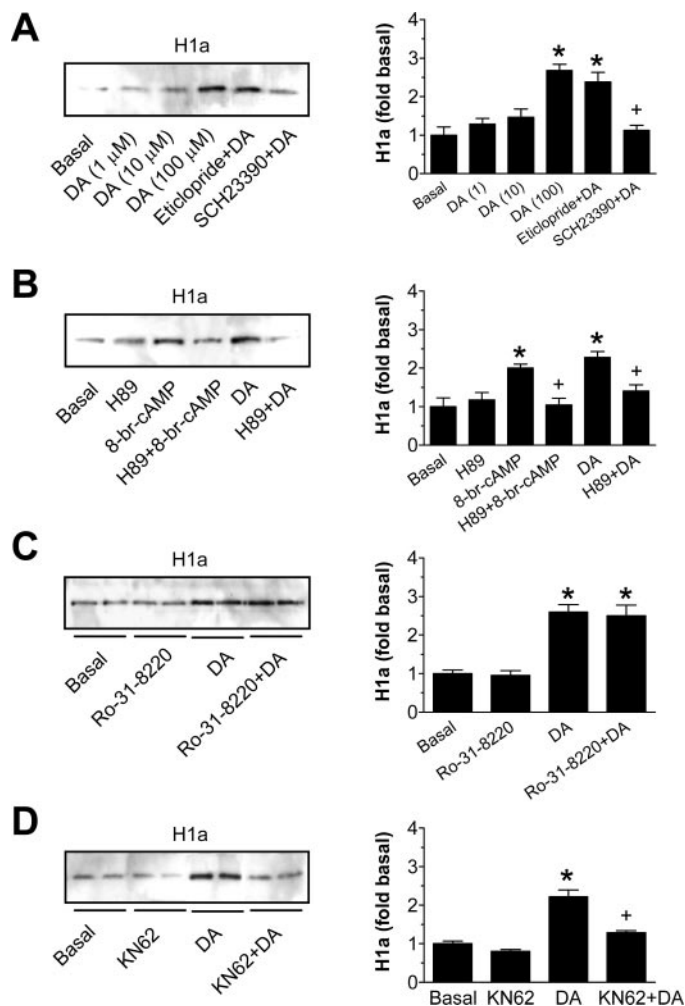 A
H1a
Basal
DA (1 μM)
DA (10 μM)
DA (100 μM)
Eticlopride+DA
SCH23390+DA
H1a (fold basal)
4
3
2
1
0
*
*
+
Basal
DA (1)
DA (10)
DA (100)
Eticlopride+DA
SCH23390+DA
B
H1a
Basal
H89
8-br-cAMP
H89+8-br-cAMP
DA
H89+DA
H1a (fold basal)
4
3
2
1
0
*
+
*
+
Basal
H89
8-br-cAMP
H89+8-br-cAMP
DA
H89+DA
C
H1a
Basal
Ro-31-8220
DA
Ro-31-8220+DA
H1a (fold basal)
4
3
2
1
0
*
*
Basal
Ro-31-8220
DA
Ro-31-8220+DA
D
H1a
Basal
KN62
DA
KN62+DA
H1a (fold basal)
4
3
2
1
0
*
+
Basal KN62 DA KN62+DA